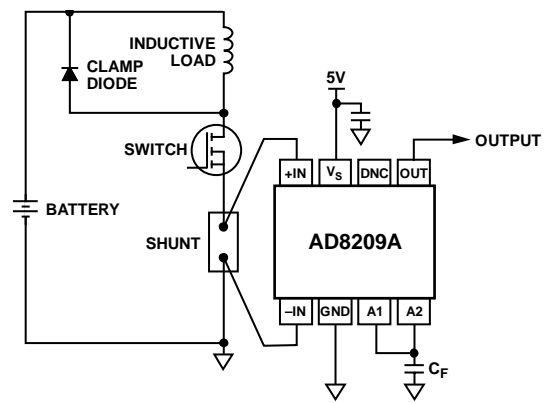 INDUCTIVE
LOAD
CLAMP
DIODE
5V
OUTPUT
SWITCH
+IN
VS
DNC
OUT
BATTERY
SHUNT
AD8209A
–IN
GND
A1
A2
CF